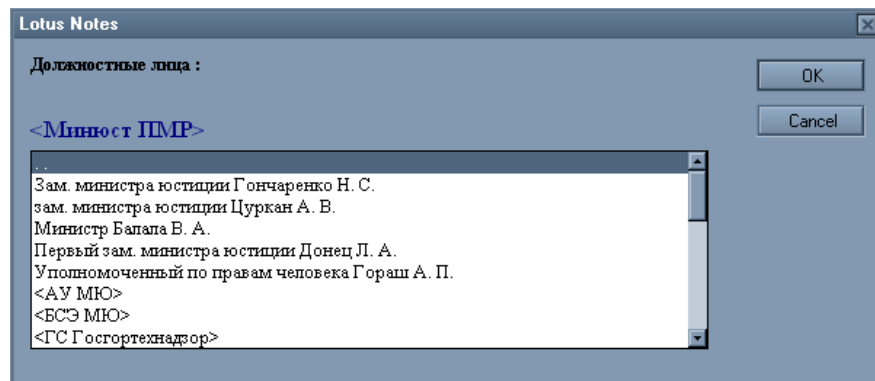 Lotus Notes
Должностные лица :
OK
<Минюст ПМР>
Cancel
. .
Зам. министра юстиции Гончаренко Н. С.
зам. министра юстиции Цуркан А. В.
Министр Балала В. А.
Первый зам. министра юстиции Донец Л. А.
Уполномоченный по правам человека Гораш А. П.
<АУ МЮ>
<БСЭ МЮ>
<ГС Госгортехнадзор>